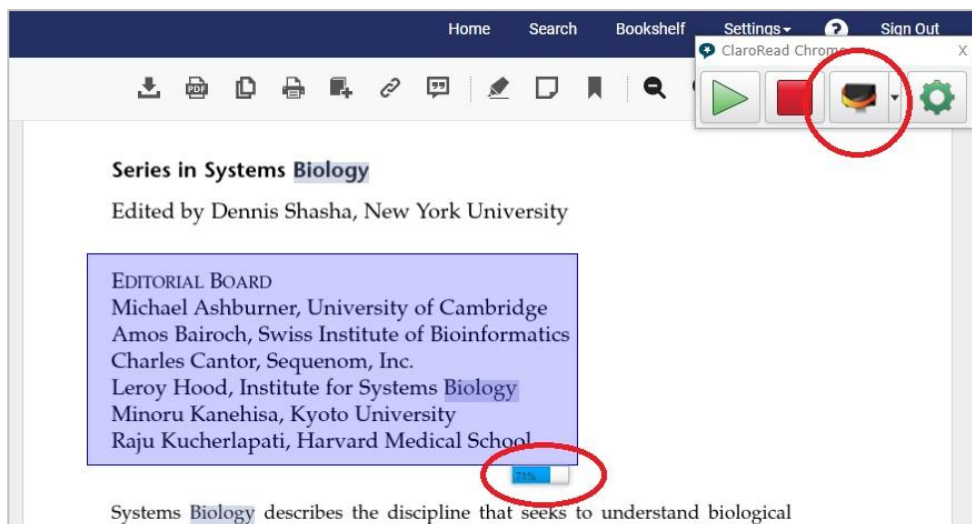 Home Search Bookshelf Settings ? Sign Out
ClaroRead Chrome X
PDF
Series in Systems Biology
Edited by Dennis Shasha, New York University
EDITORIAL BOARD
Michael Ashburner, University of Cambridge
Amos Bairoch, Swiss Institute of Bioinformatics
Charles Cantor, Sequenom, Inc.
Leroy Hood, Institute for Systems Biology
Minoru Kanehisa, Kyoto University
Raju Kucherlapati, Harvard Medical School
71%
Systems Biology describes the discipline that seeks to understand biological